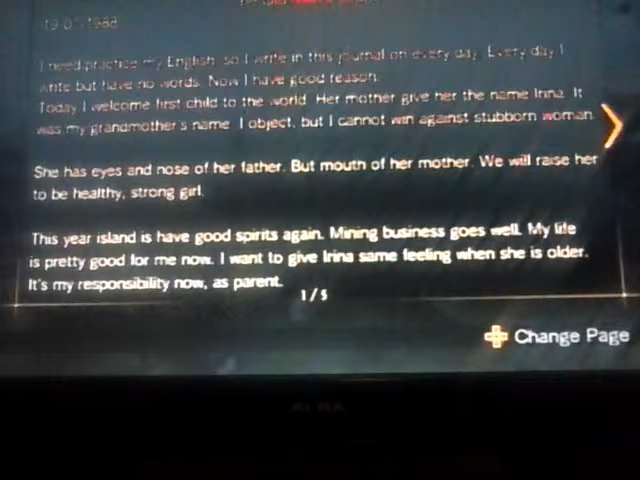 19-05-1988
I need practice my English, so I write in this journal on every day. Every day I
write but have no words. Now I have good reason.
Today I welcome first child to the world. Her mother give her the name Irina. It
was my grandmother's name. I object, but I cannot win against stubborn woman.
She has eyes and nose of her father. But mouth of her mother. We will raise her
to be healthy, strong girl.
This year island is have good spirits again. Mining business goes well. My life
is pretty good for me now. I want to give Irina same feeling when she is older.
It's my responsibility now, as parent.
1/5
Change Page